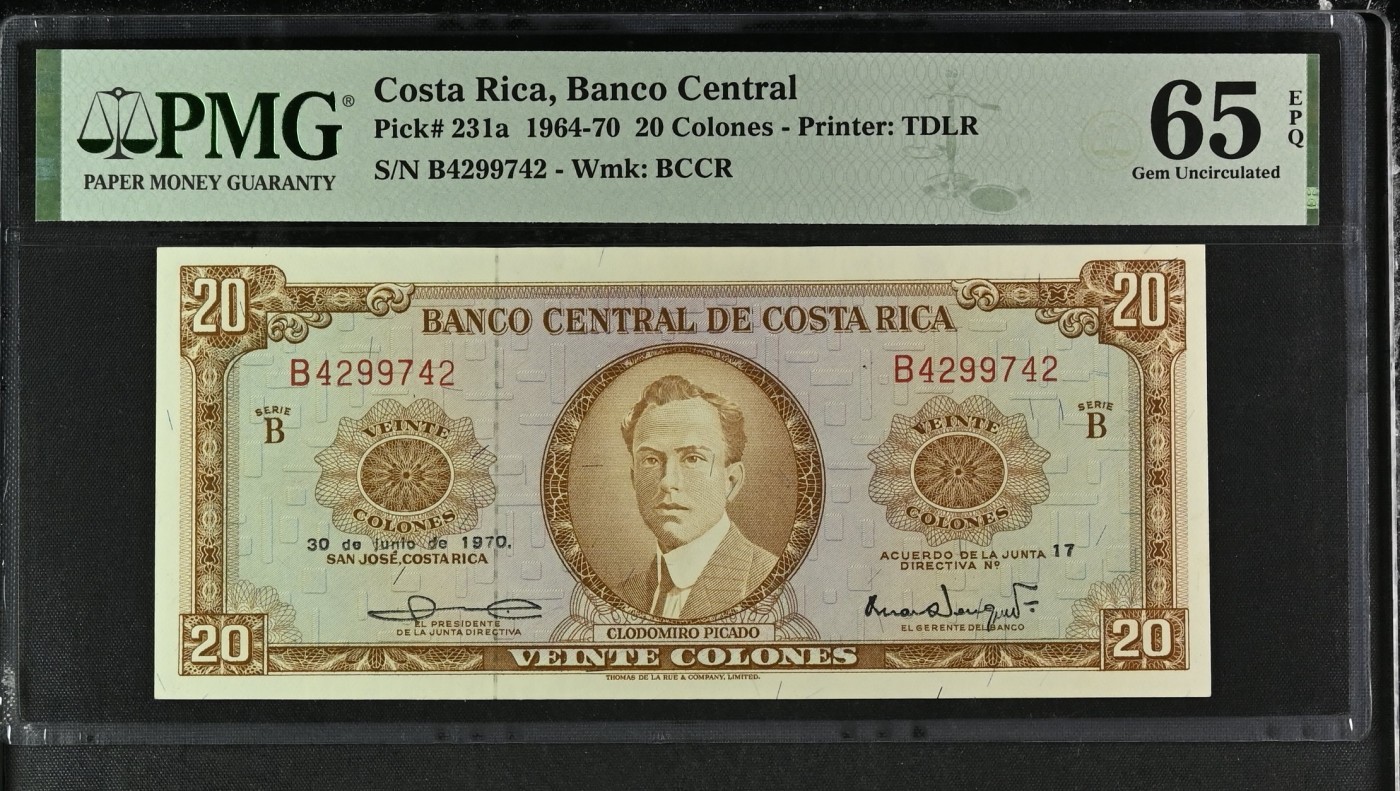 PMG®
PAPER MONEY GUARANTY
Costa Rica, Banco Central
Pick# 231a 1964-70 20 Colones - Printer: TDLR
S/N B4299742 - Wmk: BCCR
65
EPQ
Gem Uncirculated
20
20
BANCO CENTRAL DE COSTA RICA
B4299742
B4299742
SERIE
B
SERIE
B
VEINTE
COLONES
VEINTE
COLONES
30 de junio de 1970.
SAN JOSÉ, COSTA RICA
ACUERDO DE LA JUNTA 17
DIRECTIVA Nº
EL PRESIDENTE
DE LA JUNTA DIRECTIVA
EL GERENTE DEL BANCO
CLODOMIRO PICADO
20
VEINTE COLONES
20
THOMAS DE LA RUE & COMPANY, LIMITED.